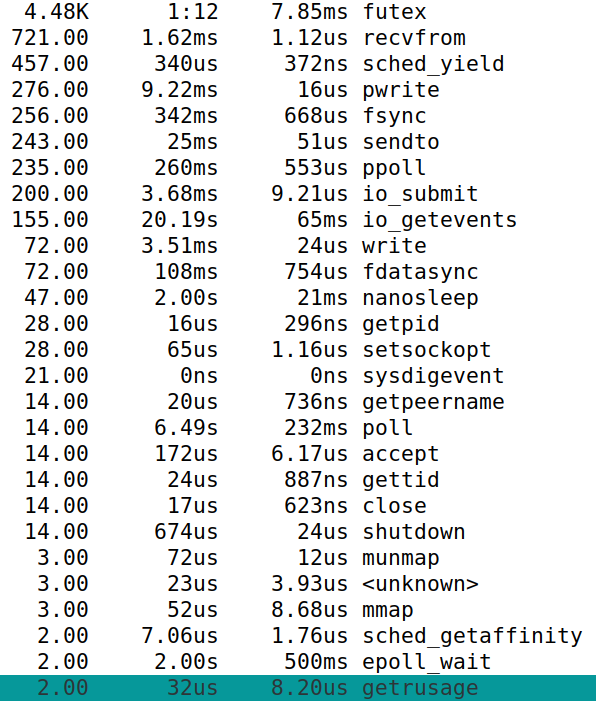 4.48K 1:12 7.85ms futex
721.00 1.62ms 1.12us recvfrom
457.00 340us 372ns sched_yield
276.00 9.22ms 16us pwrite
256.00 342ms 668us fsync
243.00 25ms 51us sendto
235.00 260ms 553us ppoll
200.00 3.68ms 9.21us io_submit
155.00 20.19s 65ms io_getevents
72.00 3.51ms 24us write
72.00 108ms 754us fdatasync
47.00 2.00s 21ms nanosleep
28.00 16us 296ns getpid
28.00 65us 1.16us setsockopt
21.00 0ns 0ns sysdigevent
14.00 20us 736ns getpeername
14.00 6.49s 232ms poll
14.00 172us 6.17us accept
14.00 24us 887ns gettid
14.00 17us 623ns close
14.00 674us 24us shutdown
3.00 72us 12us munmap
3.00 23us 3.93us <unknown>
3.00 52us 8.68us mmap
2.00 7.06us 1.76us sched_getaffinity
2.00 2.00s 500ms epoll_wait
2.00 32us 8.20us getrusage